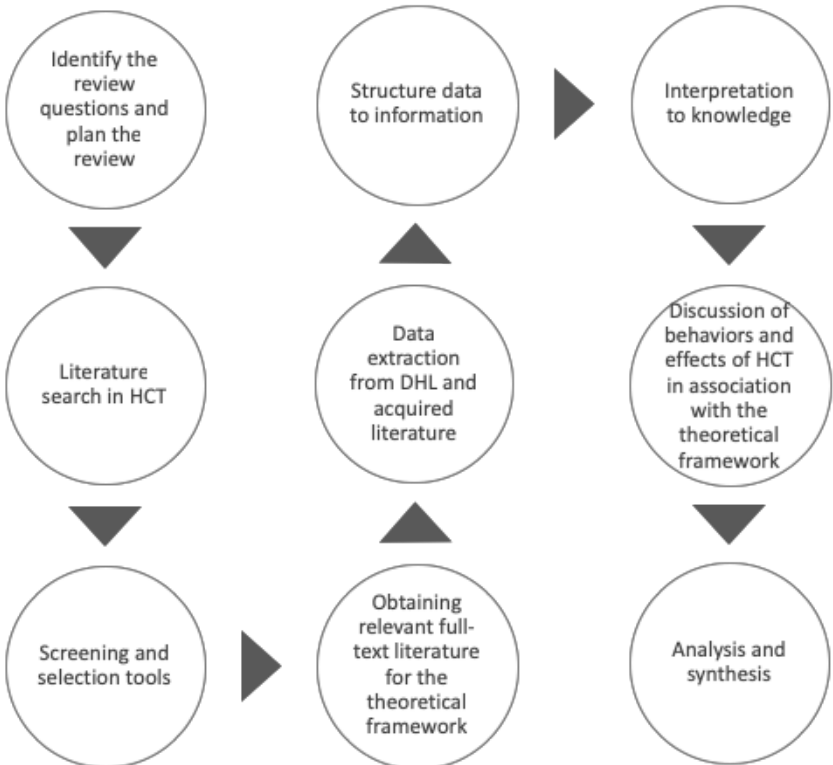 Identify the
review
questions and
plan the
review
Literature
search in HCT
Screening and
selection tools
Obtaining
relevant full-
text literature
for the
theoretical
framework
Data
extraction
from DHL and
acquired
literature
Structure data
to information
Interpretation
to knowledge
Discussion of
behaviors and
effects of HCT
in association
with the
theoretical
framework
Analysis and
synthesis